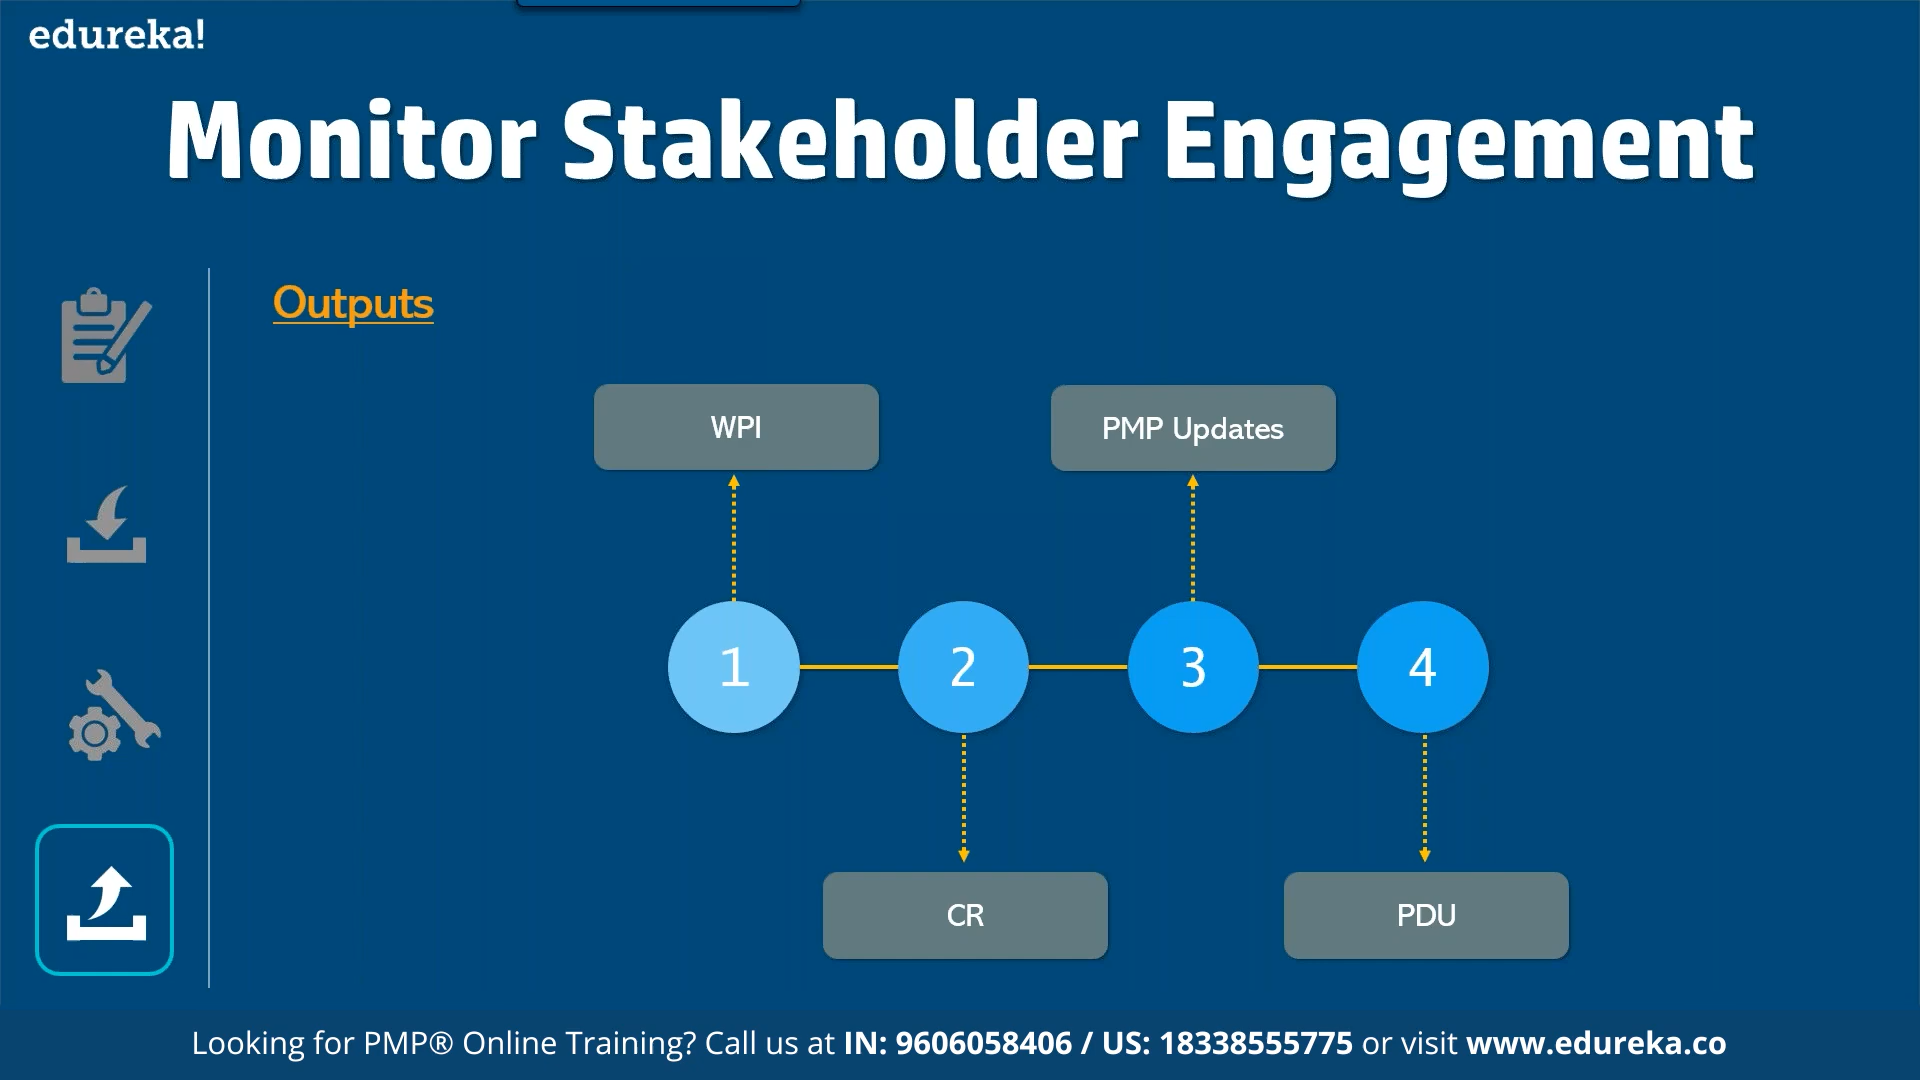 edureka!
Monitor Stakeholder Engagement
Outputs
WPI
PMP Updates
1
2
3
4
CR
PDU
Looking for PMP® Online Training? Call us at IN: 9606058406 / US: 18338555775 or visit www.edureka.co